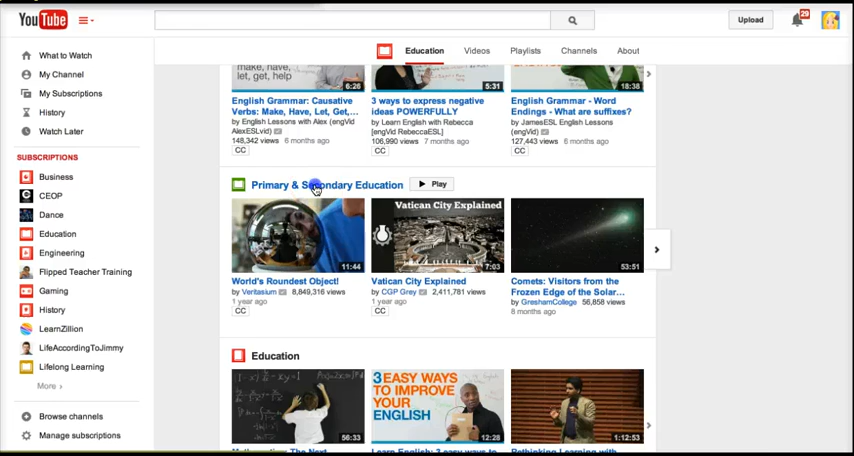 YouTube
Upload
29
Education Videos Playlists Channels About
What to Watch
My Channel
My Subscriptions
History
Watch Later
SUBSCRIPTIONS
Business
CEOP
Dance
Education
Engineering
Flipped Teacher Training
Gaming
History
LearnZillion
LifeAccordingToJimmy
Lifelong Learning
More ›
Browse channels
Manage subscriptions
make, have,
let, get, help
6:26
English Grammar: Causative
Verbs: Make, Have, Let, Get,...
by English Lessons with Alex (engVid
AlexESLvid)
148,342 views 6 months ago
CC
5:31
3 ways to express negative
ideas POWERFULLY
by Learn English with Rebecca
[engVid RebeccaESL]
106,990 views 7 months ago
CC
18:38
English Grammar - Word
Endings - What are suffixes?
by JamesESL English Lessons
(engVid)
127,443 views 6 months ago
CC
Primary & Secondary Education
Play
11:44
World's Roundest Object!
by Veritasium 8,849,316 views
1 year ago
CC
Vatican City Explained
7:03
Vatican City Explained
by CGP Grey 2,411,781 views
1 year ago
CC
53:51
Comets: Visitors from the
Frozen Edge of the Solar...
by GreshamCollege 56,858 views
8 months ago
Education
56:33
3 EASY WAYS
TO IMPROVE
YOUR
ENGLISH
12:28
1:12:53